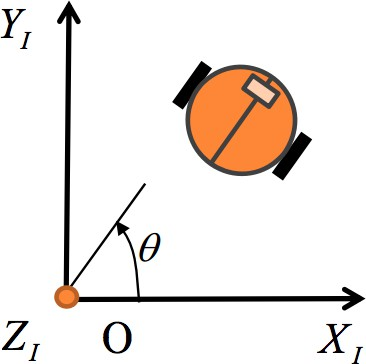 Y_I
θ
Z_I O X_I